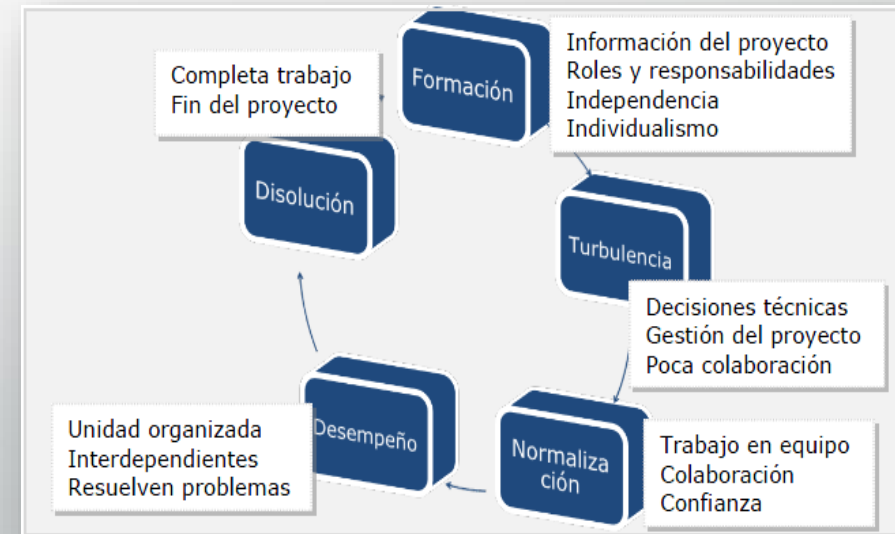 Formación
Información del proyecto
Roles y responsabilidades
Independencia
Individualismo
Turbulencia
Decisiones técnicas
Gestión del proyecto
Poca colaboración
Normaliza
ción
Trabajo en equipo
Colaboración
Confianza
Desempeño
Unidad organizada
Interdependientes
Resuelven problemas
Disolución
Completa trabajo
Fin del proyecto